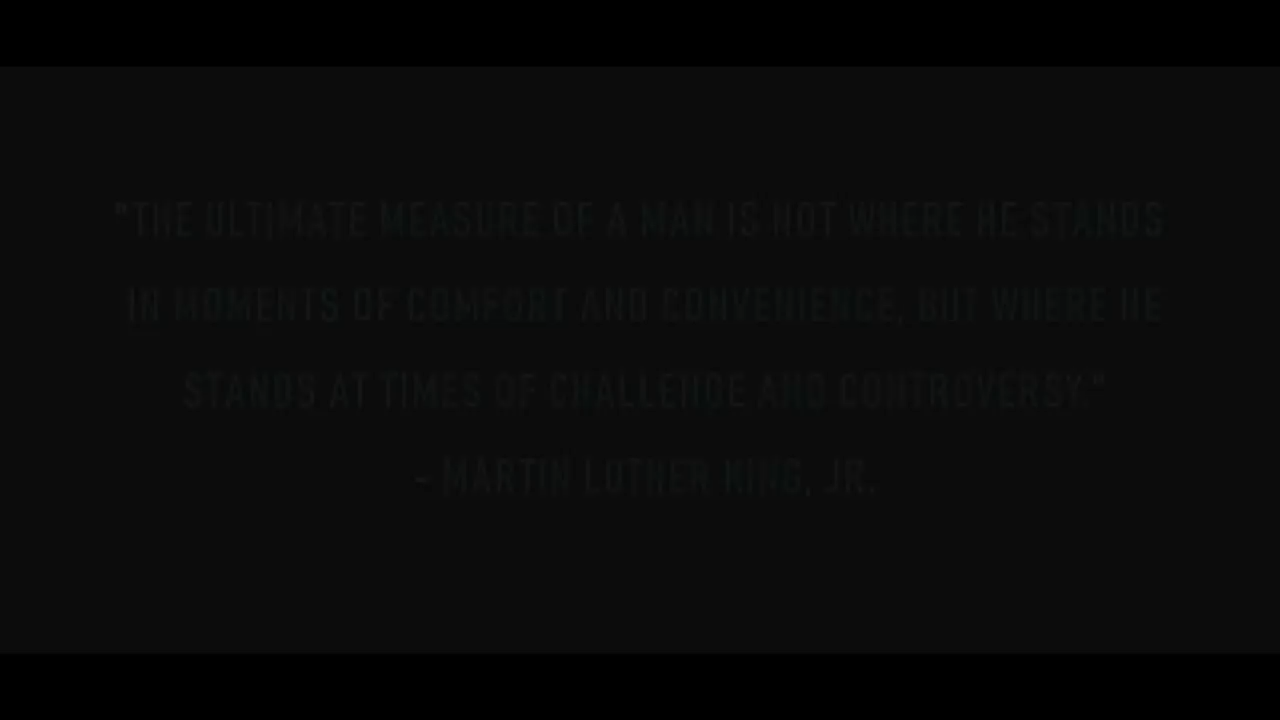 "THE ULTIMATE MEASURE OF A MAN IS NOT WHERE HE STANDS
IN MOMENTS OF COMFORT AND CONVENIENCE, BUT WHERE HE
STANDS AT TIMES OF CHALLENGE AND CONTROVERSY."
- MARTIN LUTHER KING, JR.